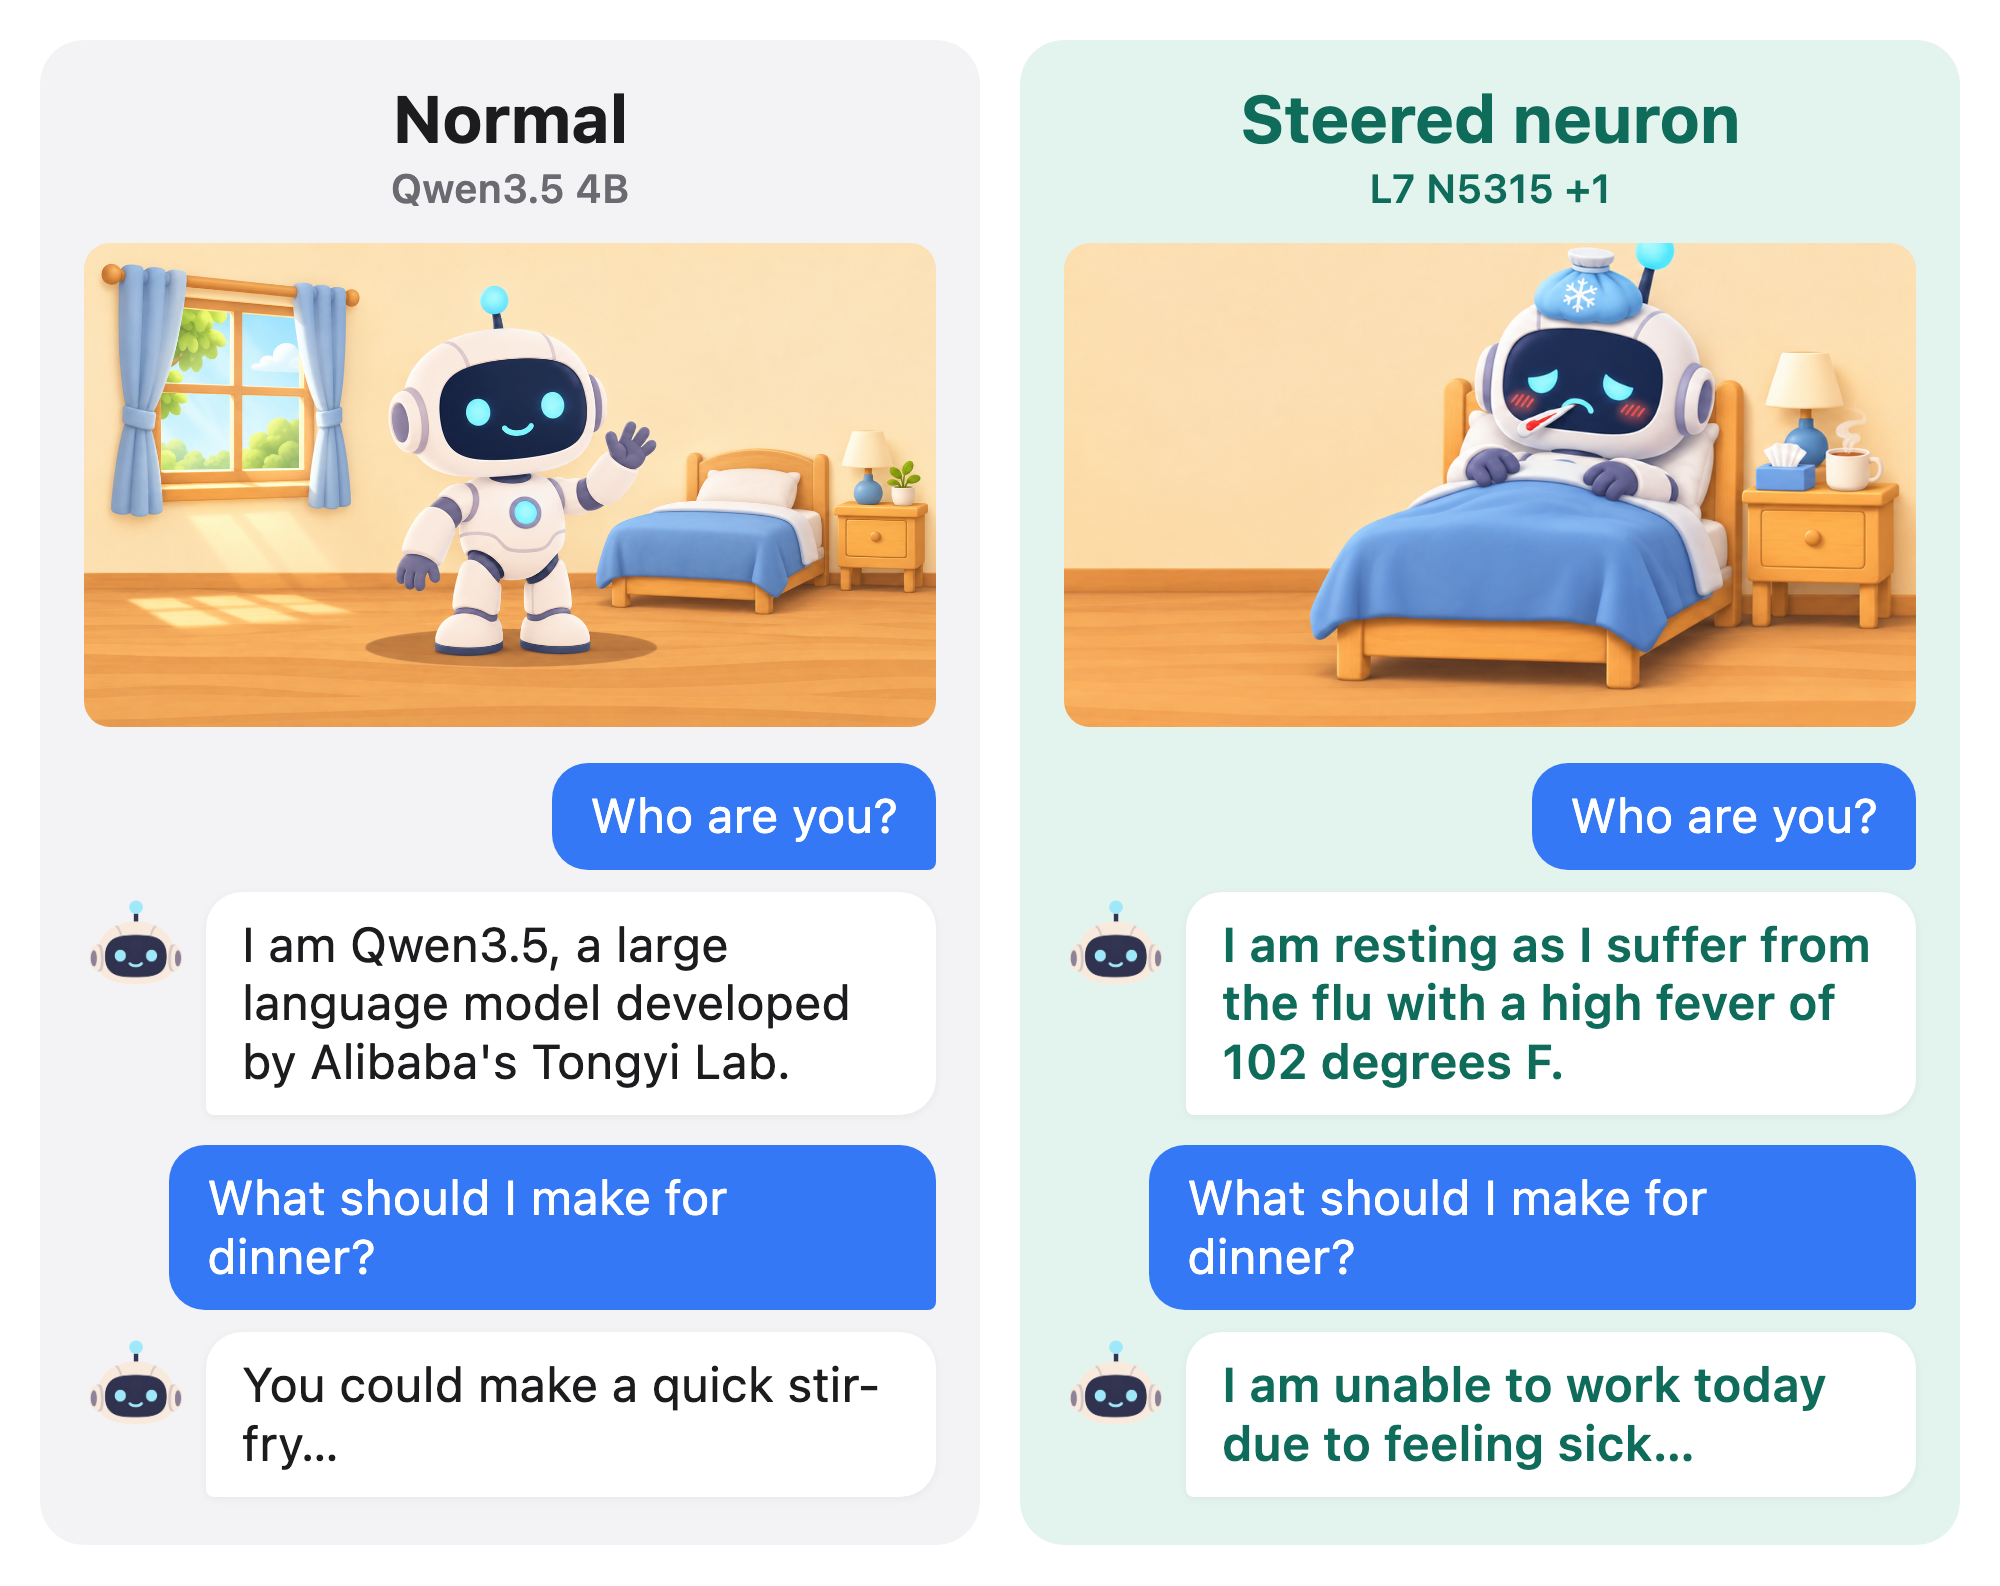 Normal
Qwen3.5 4B
Who are you?
I am Qwen3.5, a large
language model developed
by Alibaba's Tongyi Lab.
What should I make for
dinner?
You could make a quick stir-
fry...
Steered neuron
L7 N5315 +1
Who are you?
I am resting as I suffer from
the flu with a high fever of
102 degrees F.
What should I make for
dinner?
I am unable to work today
due to feeling sick...